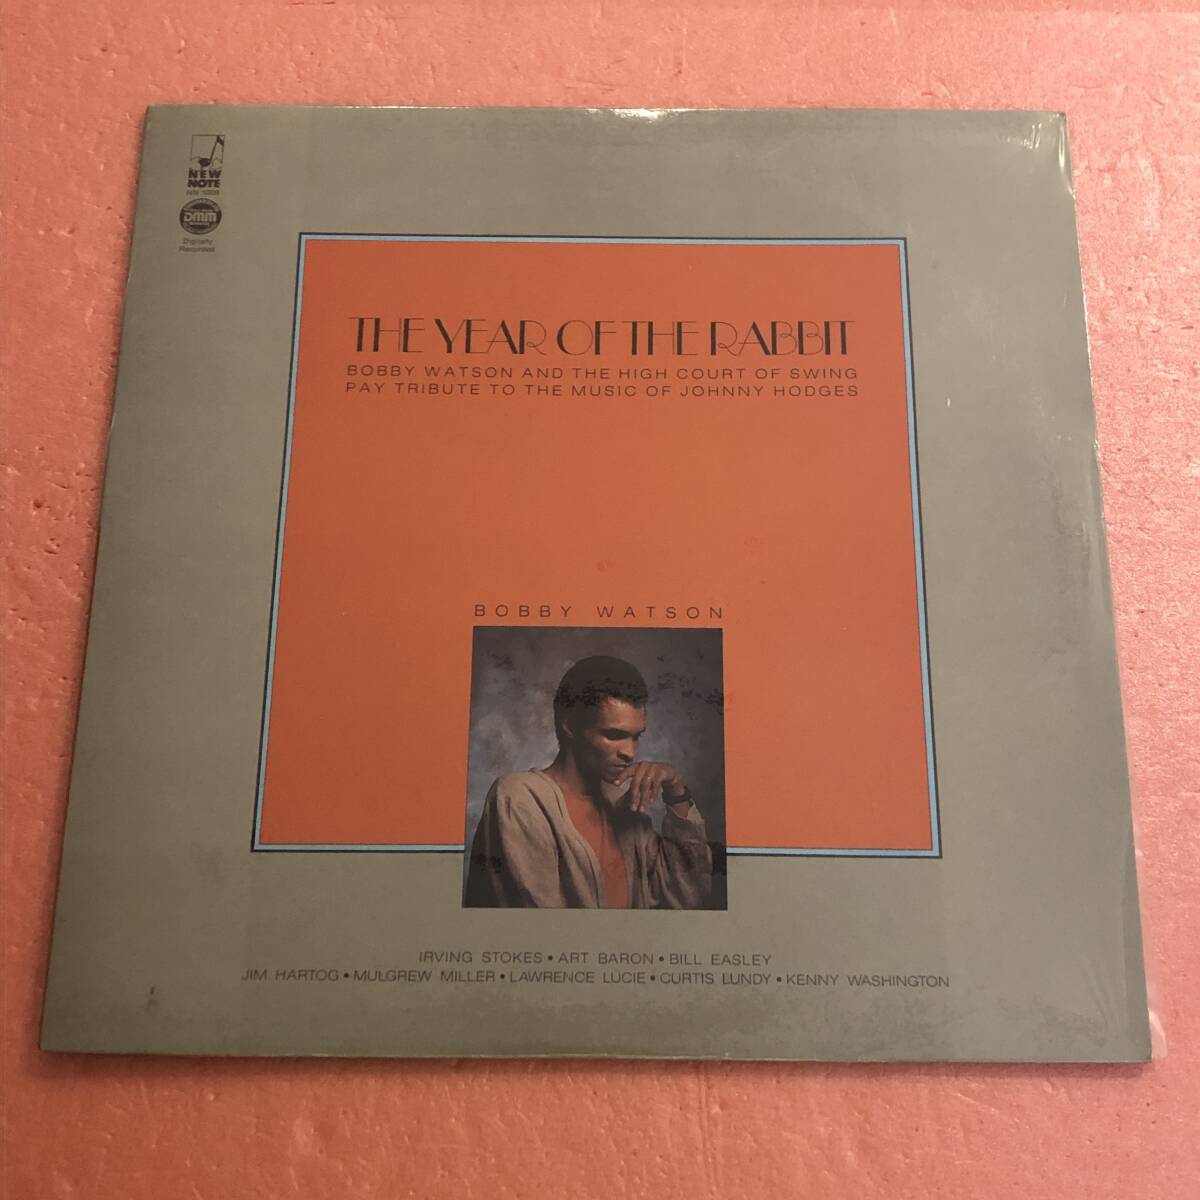 NEW
NOTE
DMM
Digitally
Recorded
THE YEAR OF THE RABBIT
BOBBY WATSON AND THE HIGH COURT OF SWING
PAY TRIBUTE TO THE MUSIC OF JOHNNY HODGES
BOBBY WATSON
IRVING STOKES • ART BARON • BILL EASLEY
JIM HARTOG • MULGREW MILLER • LAWRENCE LUCIE • CURTIS LUNDY • KENNY WASHINGTON